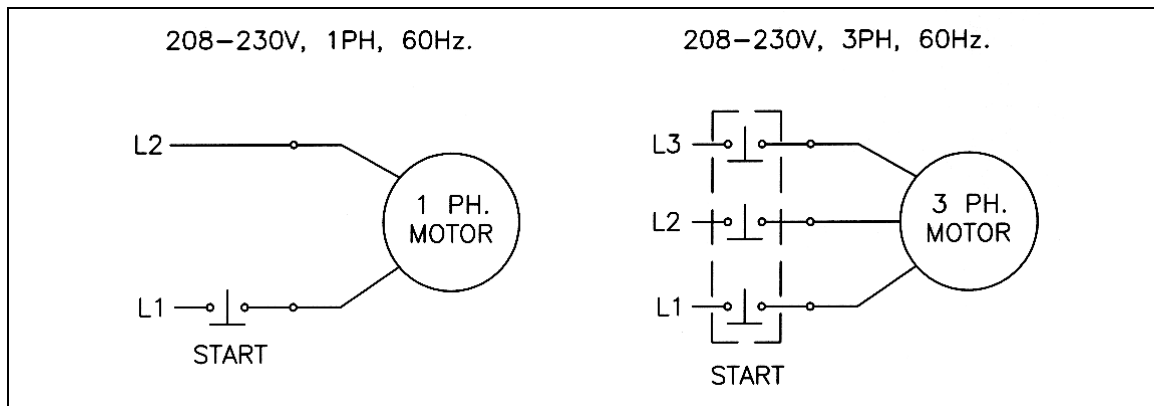 208-230V, 1PH, 60Hz.
L2
1 PH.
MOTOR
L1
START
208-230V, 3PH, 60Hz.
L3
L2
3 PH.
MOTOR
L1
START